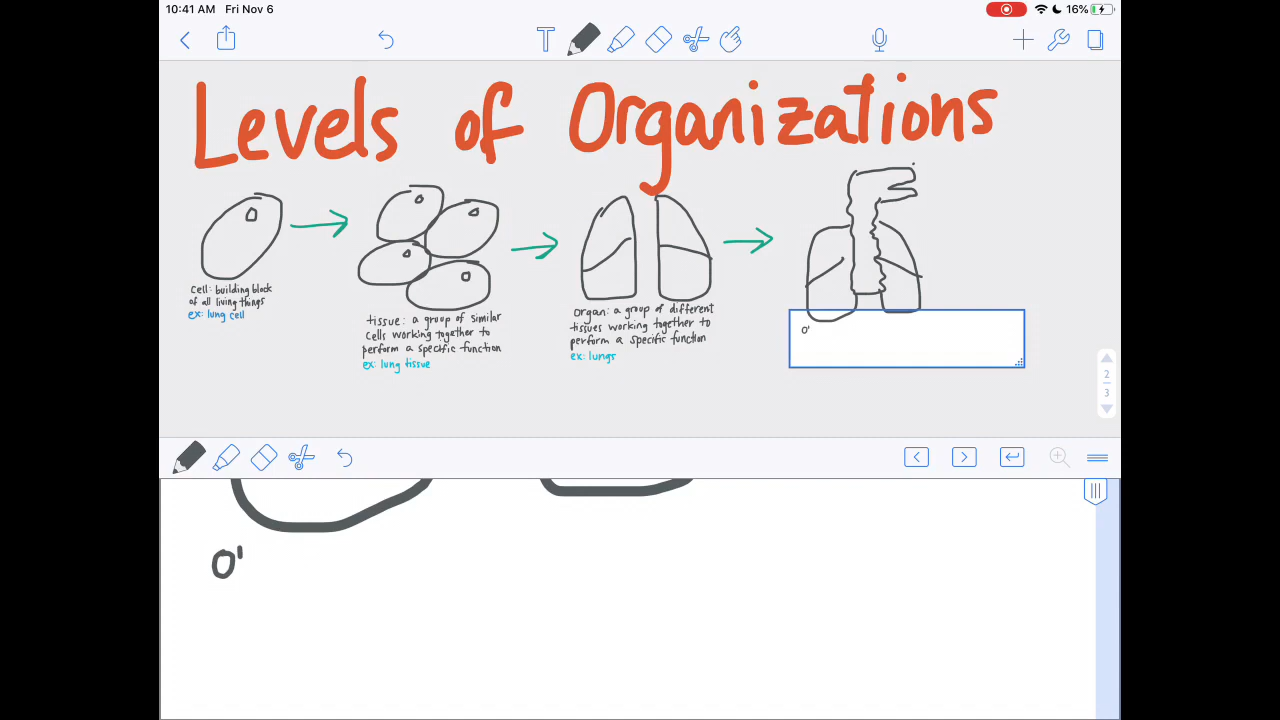 10:41 AM Fri Nov 6
16%
T
Levels of Organizations
cell: building block
of all living things
ex: lung cell
tissue: a group of similar
cells working together to
perform a specific function
ex: lung tissue
organ: a group of different
tissues working together to
perform a specific function
ex: lungs
o'
2
3
o'